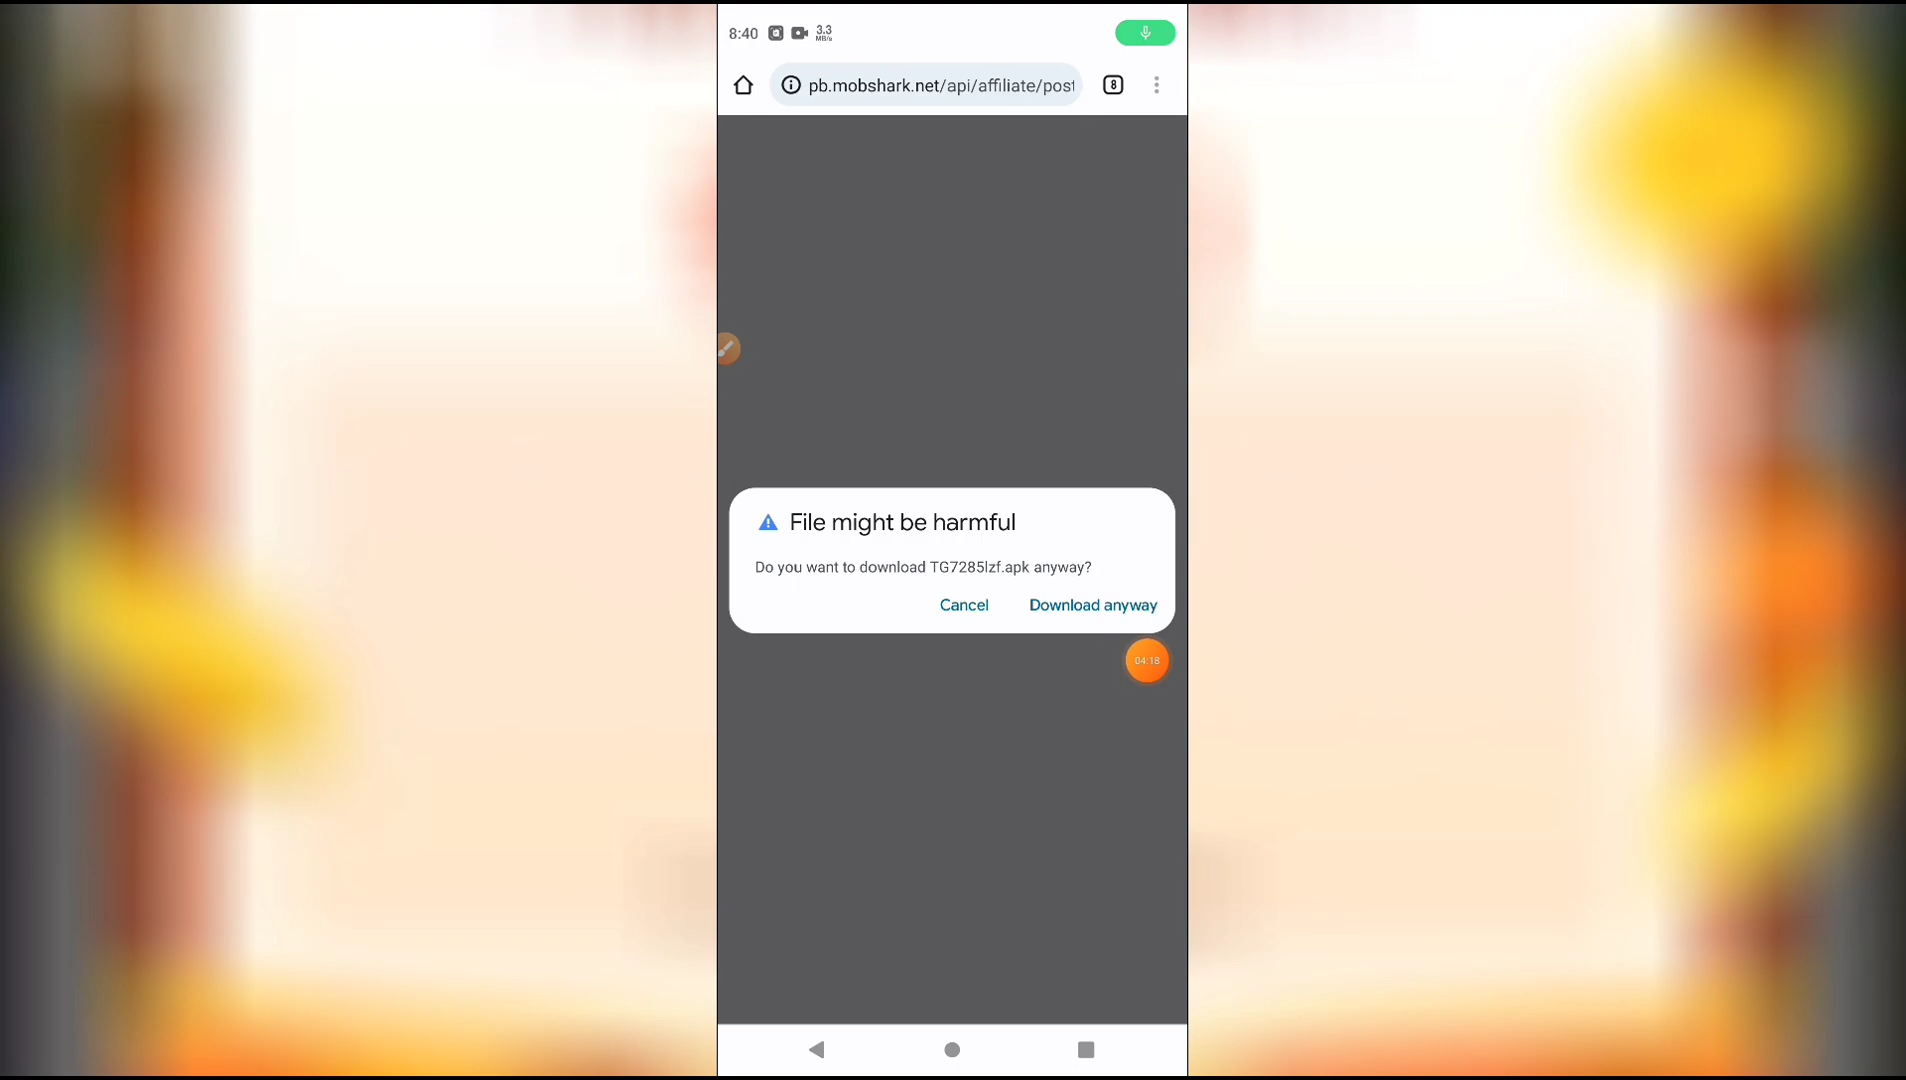 8:40 3.3 MB/s
pb.mobshark.net/api/affiliate/post 8
File might be harmful
Do you want to download TG7285lzf.apk anyway?
Cancel Download anyway
04:18